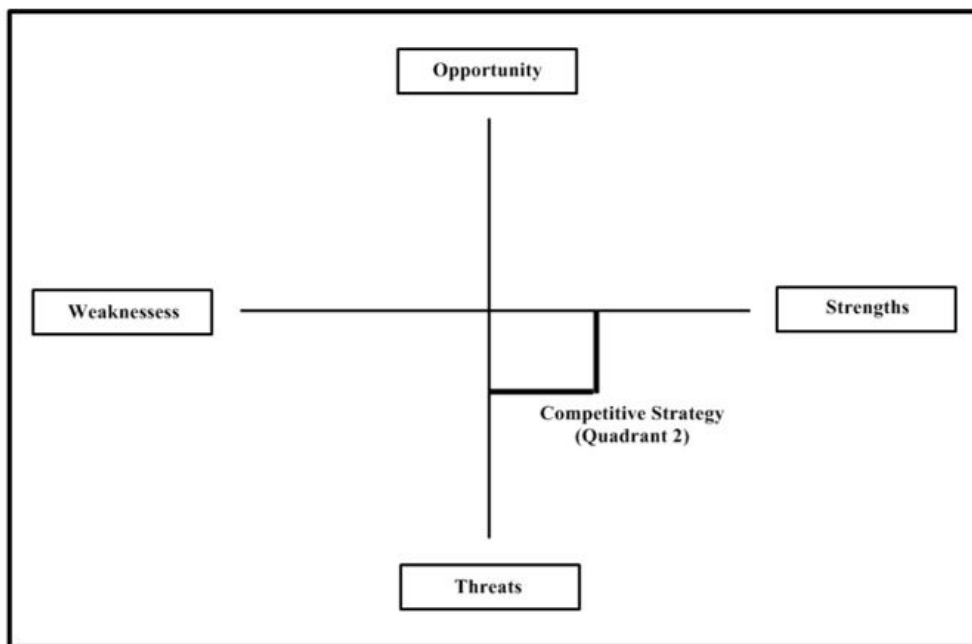 Opportunity
Weaknessess
Strengths
Competitive Strategy
(Quadrant 2)
Threats